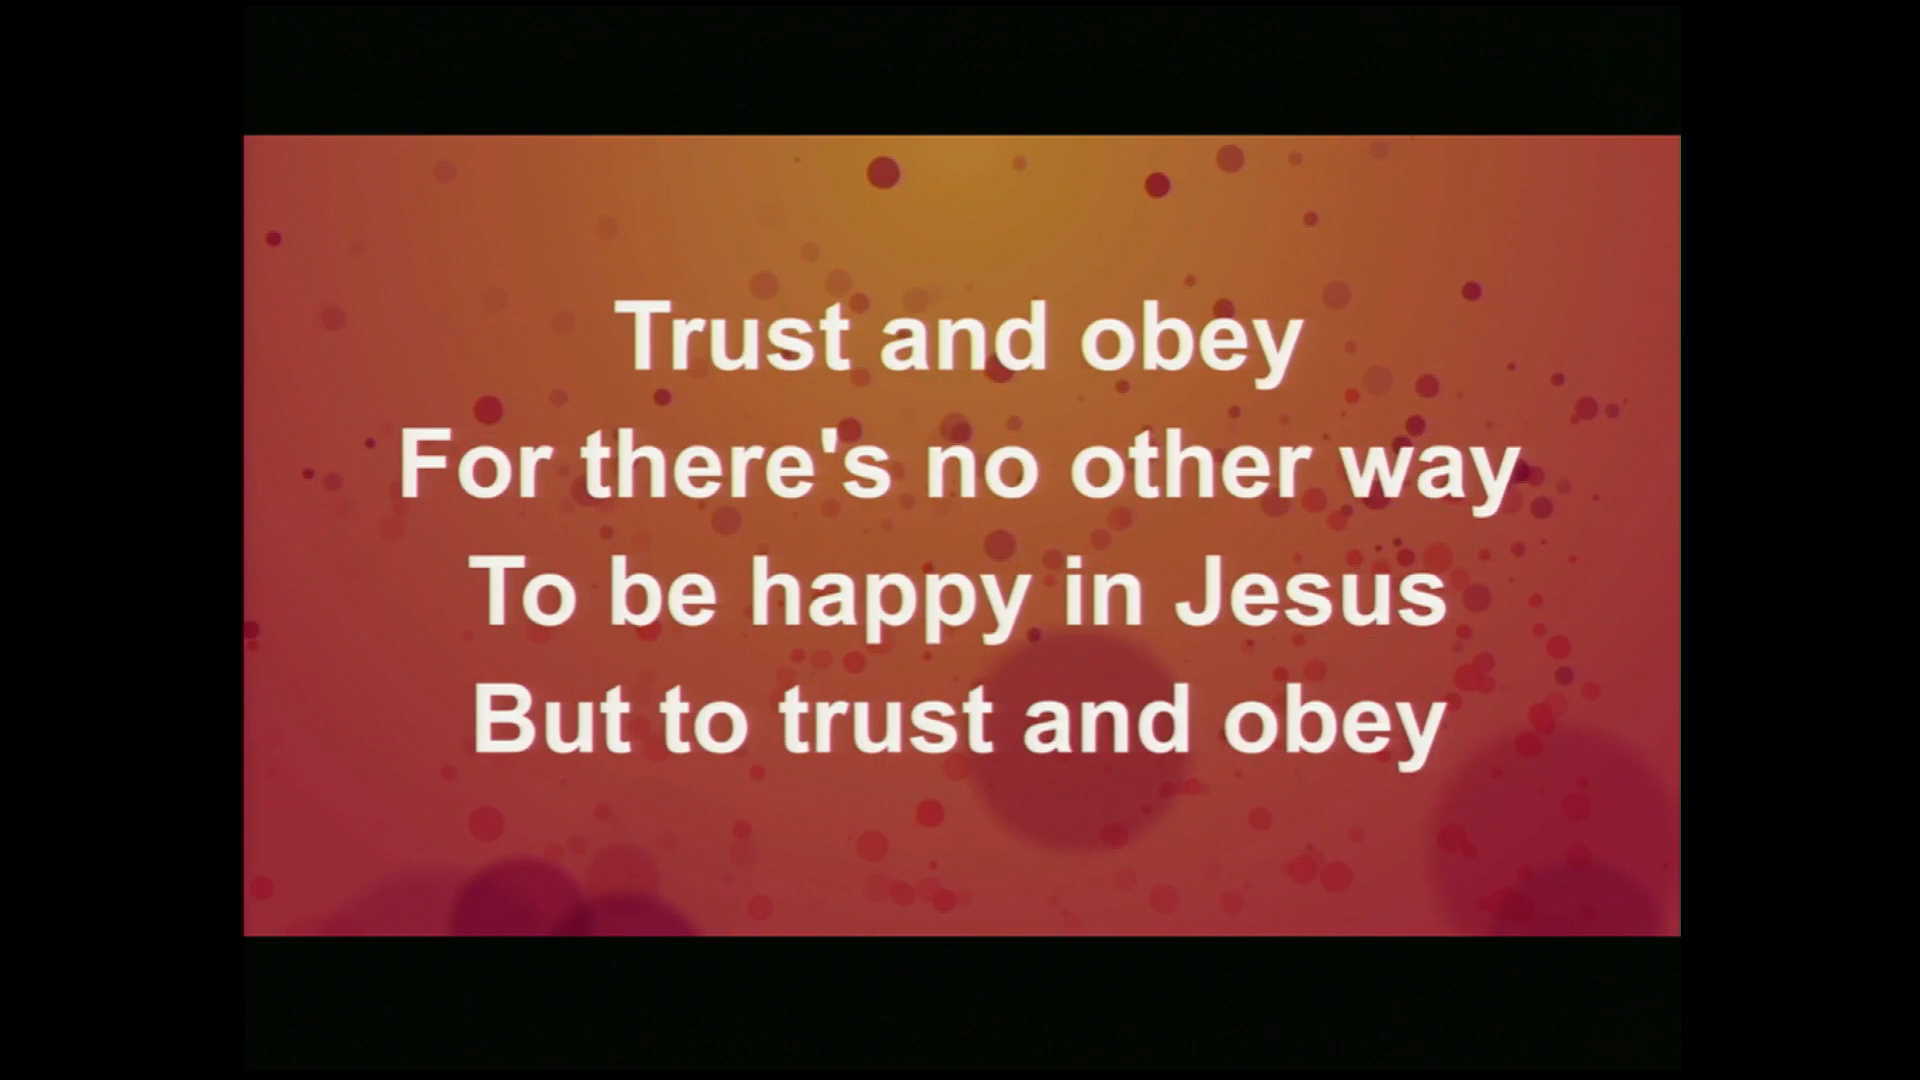 Trust and obey
For there's no other way
To be happy in Jesus
But to trust and obey